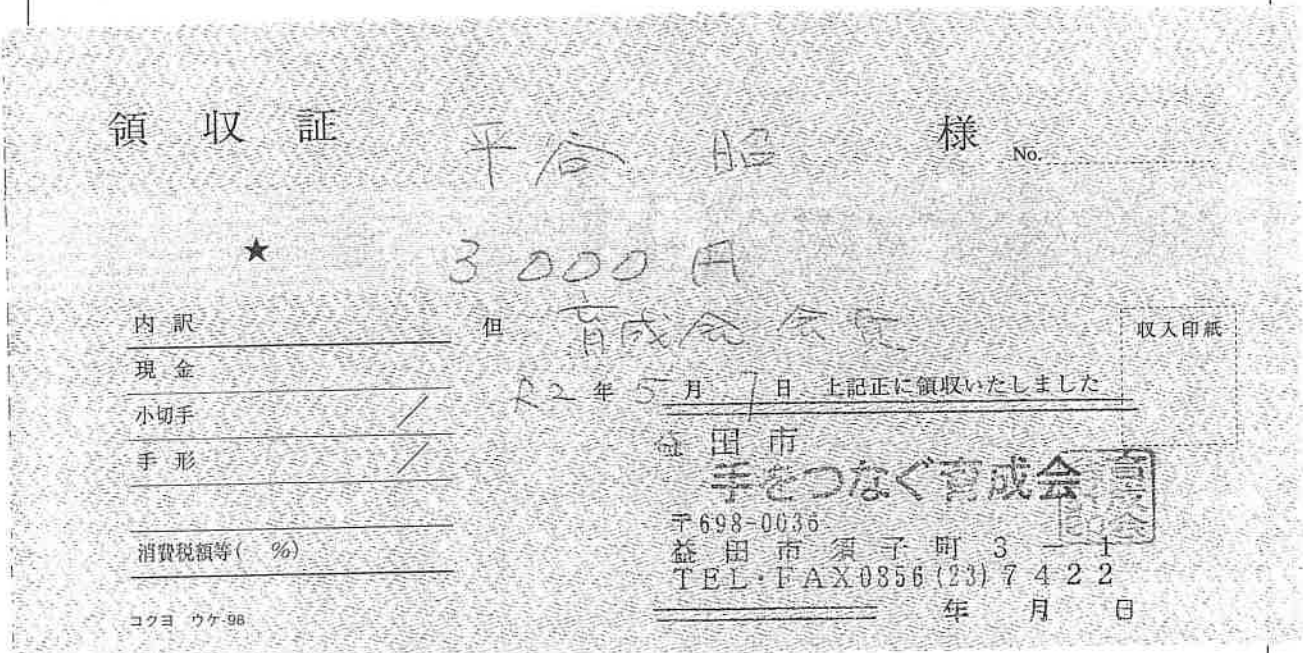 領収証 平谷 昭 様 No.
★ 3000円
内訳
但 育成会会費
収入印紙
現金
R2年5月7日 上記正に領収いたしました
小切手 /
手形 /
益田市
手をつなぐ育成会
〒698-0036
益田市須子町3-1
TEL・FAX0856(23)7422
消費税額等( %)
年 月 日
コクヨ ウケ-98